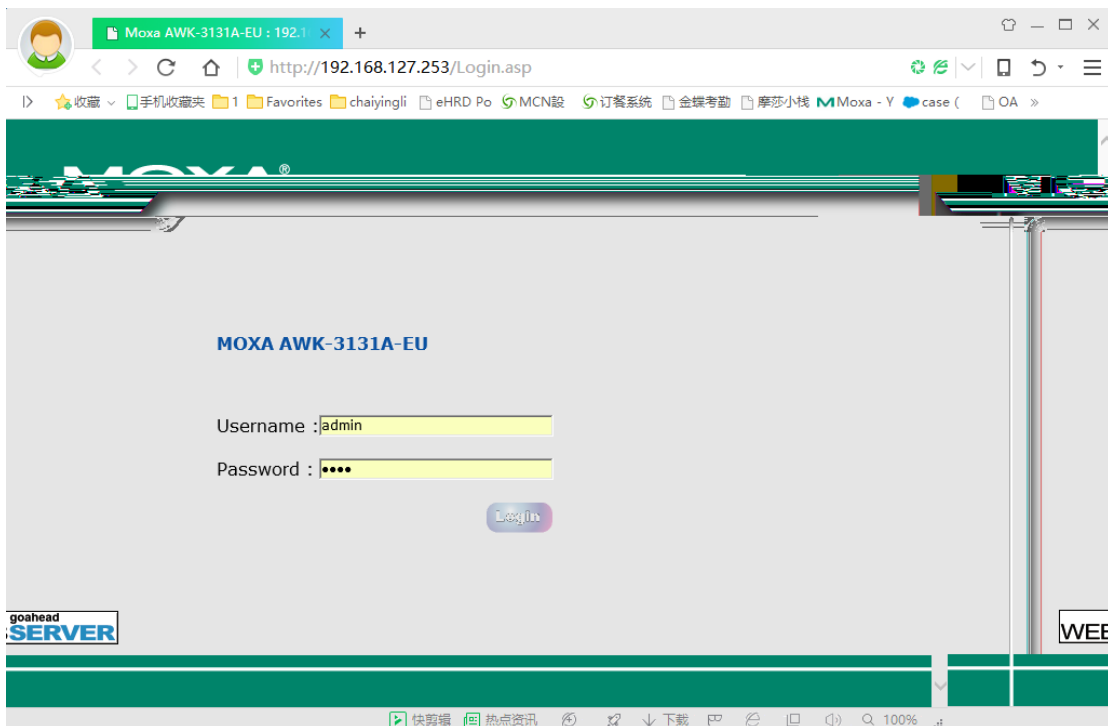 Moxa AWK-3131A-EU : 192.1
http://192.168.127.253/Login.asp
收藏 手机收藏夹 1 Favorites chaiyingli eHRD Po MCN設 订餐系统 金蝶考勤 摩莎小栈 Moxa - Y case ( OA »
MOXA®
MOXA AWK-3131A-EU
Username : admin
Password : ••••
Login
goahead
SERVER
WEB
快剪辑 热点资讯 下载 100%